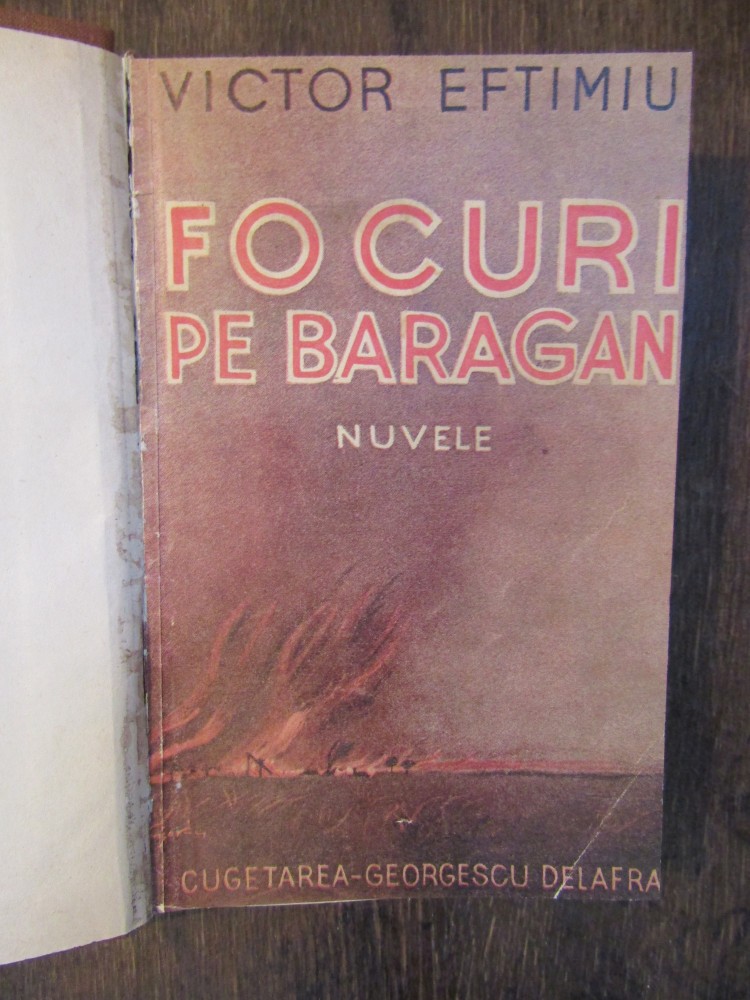 VICTOR EFTIMIU
FOCURI
PE BARAGAN
NUVELE
CUGETAREA-GEORGESCU DELAFRA